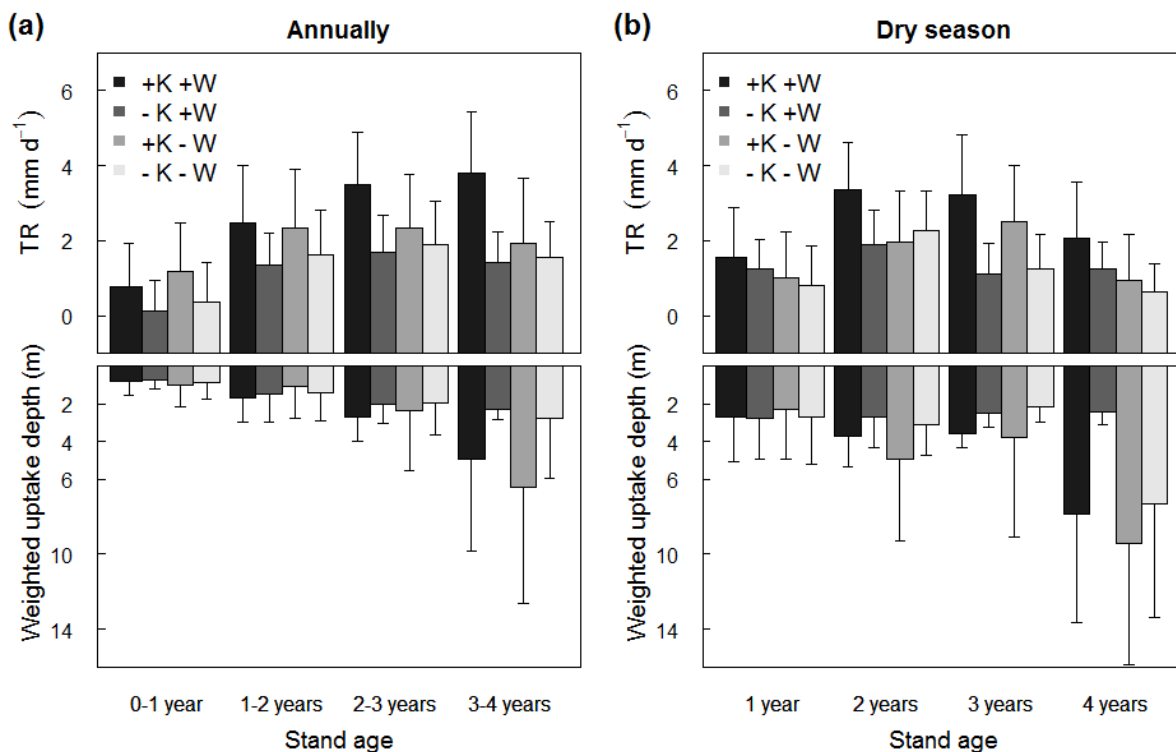 (a)
Annually
+K +W
- K +W
+K - W
- K - W
TR (mm d⁻¹)
6
4
2
0
Weighted uptake depth (m)
2
4
6
10
14
0-1 year 1-2 years 2-3 years 3-4 years
Stand age
(b)
Dry season
+K +W
- K +W
+K - W
- K - W
TR (mm d⁻¹)
6
4
2
0
Weighted uptake depth (m)
2
4
6
10
14
1 year 2 years 3 years 4 years
Stand age